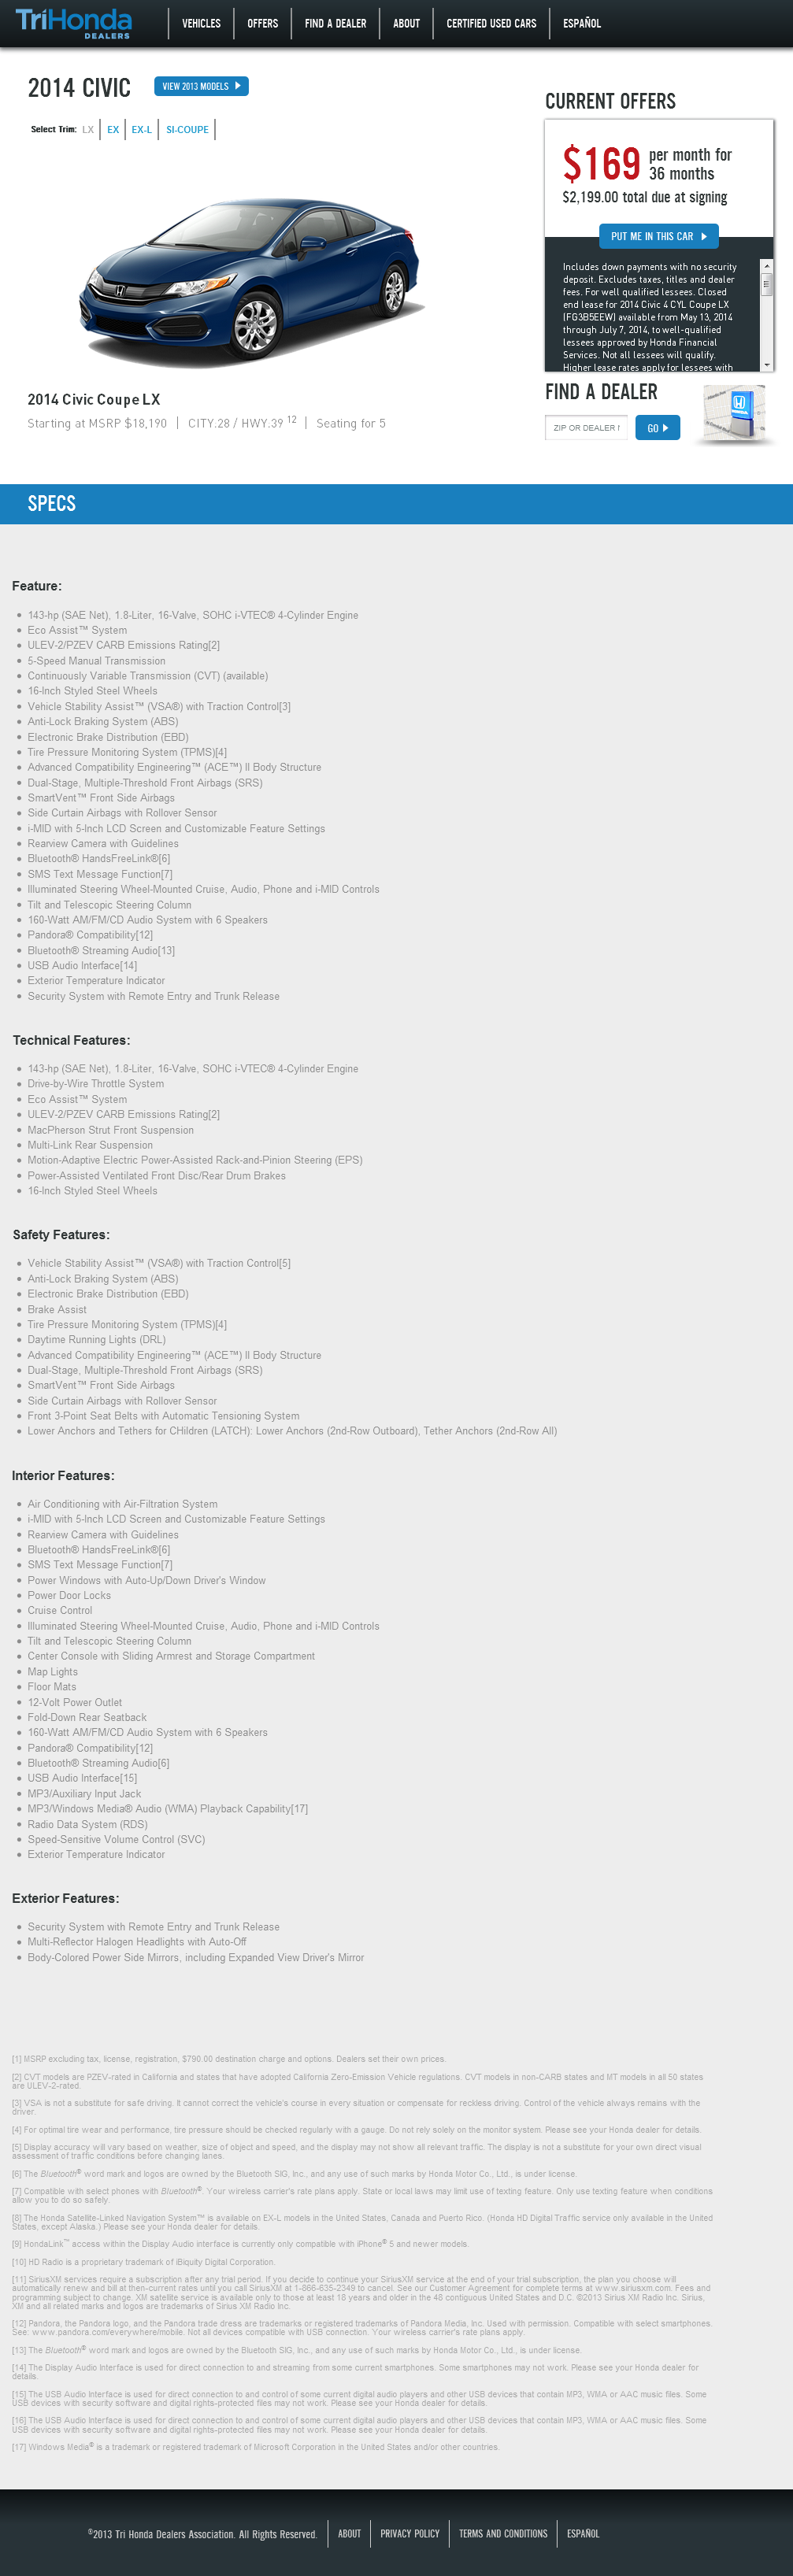 TriHonda
DEALERS
VEHICLES
OFFERS
FIND A DEALER
ABOUT
CERTIFIED USED CARS
ESPAÑOL
2014 CIVIC
VIEW 2013 MODELS
Select Trim: LX EX EX-L SI-COUPE
2014 Civic Coupe LX
Starting at MSRP $18,190 | CITY.28 / HWY.39 12 | Seating for 5
CURRENT OFFERS
$169 per month for
36 months
$2,199.00 total due at signing
PUT ME IN THIS CAR
Includes down payments with no security
deposit. Excludes taxes, titles and dealer
fees. For well qualified lessees. Closed
end lease for 2014 Civic 4 CYL Coupe LX
(FG3B5EEW) available from May 13, 2014
through July 7, 2014, to well-qualified
lessees approved by Honda Financial
Services. Not all lessees will qualify.
Higher lease rates apply for lessees with
FIND A DEALER
ZIP OR DEALER
GO
SPECS
Feature:
143-hp (SAE Net), 1.8-Liter, 16-Valve, SOHC i-VTEC® 4-Cylinder Engine
Eco Assist™ System
ULEV-2/PZEV CARB Emissions Rating[2]
5-Speed Manual Transmission
Continuously Variable Transmission (CVT) (available)
16-Inch Styled Steel Wheels
Vehicle Stability Assist™ (VSA®) with Traction Control[3]
Anti-Lock Braking System (ABS)
Electronic Brake Distribution (EBD)
Tire Pressure Monitoring System (TPMS)[4]
Advanced Compatibility Engineering™ (ACE™) II Body Structure
Dual-Stage, Multiple-Threshold Front Airbags (SRS)
SmartVent™ Front Side Airbags
Side Curtain Airbags with Rollover Sensor
i-MID with 5-Inch LCD Screen and Customizable Feature Settings
Rearview Camera with Guidelines
Bluetooth® HandsFreeLink®[6]
SMS Text Message Function[7]
Illuminated Steering Wheel-Mounted Cruise, Audio, Phone and i-MID Controls
Tilt and Telescopic Steering Column
160-Watt AM/FM/CD Audio System with 6 Speakers
Pandora® Compatibility[12]
Bluetooth® Streaming Audio[13]
USB Audio Interface[14]
Exterior Temperature Indicator
Security System with Remote Entry and Trunk Release
Technical Features:
143-hp (SAE Net), 1.8-Liter, 16-Valve, SOHC i-VTEC® 4-Cylinder Engine
Drive-by-Wire Throttle System
Eco Assist™ System
ULEV-2/PZEV CARB Emissions Rating[2]
MacPherson Strut Front Suspension
Multi-Link Rear Suspension
Motion-Adaptive Electric Power-Assisted Rack-and-Pinion Steering (EPS)
Power-Assisted Ventilated Front Disc/Rear Drum Brakes
16-Inch Styled Steel Wheels
Safety Features:
Vehicle Stability Assist™ (VSA®) with Traction Control[5]
Anti-Lock Braking System (ABS)
Electronic Brake Distribution (EBD)
Brake Assist
Tire Pressure Monitoring System (TPMS)[4]
Daytime Running Lights (DRL)
Advanced Compatibility Engineering™ (ACE™) II Body Structure
Dual-Stage, Multiple-Threshold Front Airbags (SRS)
SmartVent™ Front Side Airbags
Side Curtain Airbags with Rollover Sensor
Front 3-Point Seat Belts with Automatic Tensioning System
Lower Anchors and Tethers for CHildren (LATCH): Lower Anchors (2nd-Row Outboard), Tether Anchors (2nd-Row All)
Interior Features:
Air Conditioning with Air-Filtration System
i-MID with 5-Inch LCD Screen and Customizable Feature Settings
Rearview Camera with Guidelines
Bluetooth® HandsFreeLink®[6]
SMS Text Message Function[7]
Power Windows with Auto-Up/Down Driver's Window
Power Door Locks
Cruise Control
Illuminated Steering Wheel-Mounted Cruise, Audio, Phone and i-MID Controls
Tilt and Telescopic Steering Column
Center Console with Sliding Armrest and Storage Compartment
Map Lights
Floor Mats
12-Volt Power Outlet
Fold-Down Rear Seatback
160-Watt AM/FM/CD Audio System with 6 Speakers
Pandora® Compatibility[12]
Bluetooth® Streaming Audio[6]
USB Audio Interface[15]
MP3/Auxiliary Input Jack
MP3/Windows Media® Audio (WMA) Playback Capability[17]
Radio Data System (RDS)
Speed-Sensitive Volume Control (SVC)
Exterior Temperature Indicator
Exterior Features:
Security System with Remote Entry and Trunk Release
Multi-Reflector Halogen Headlights with Auto-Off
Body-Colored Power Side Mirrors, including Expanded View Driver's Mirror
[1] MSRP excluding tax, license, registration, $790.00 destination charge and options. Dealers set their own prices.
[2] CVT models are PZEV-rated in California and states that have adopted California Zero-Emission Vehicle regulations. CVT models in non-CARB states and MT models in all 50 states
are ULEV-2-rated.
[3] VSA is not a substitute for safe driving. It cannot correct the vehicle's course in every situation or compensate for reckless driving. Control of the vehicle always remains with the
driver.
[4] For optimal tire wear and performance, tire pressure should be checked regularly with a gauge. Do not rely solely on the monitor system. Please see your Honda dealer for details.
[5] Display accuracy will vary based on weather, size of object and speed, and the display may not show all relevant traffic. The display is not a substitute for your own direct visual
assessment of traffic conditions before changing lanes.
[6] The Bluetooth® word mark and logos are owned by the Bluetooth SIG, Inc., and any use of such marks by Honda Motor Co., Ltd., is under license.
[7] Compatible with select phones with Bluetooth®. Your wireless carrier's rate plans apply. State or local laws may limit use of texting feature. Only use texting feature when conditions
allow you to do so safely.
[8] The Honda Satellite-Linked Navigation System™ is available on EX-L models in the United States, Canada and Puerto Rico. (Honda HD Digital Traffic service only available in the United
States, except Alaska.) Please see your Honda dealer for details.
[9] HondaLink™ access within the Display Audio interface is currently only compatible with iPhone® 5 and newer models.
[10] HD Radio is a proprietary trademark of iBiquity Digital Corporation.
[11] SiriusXM services require a subscription after any trial period. If you decide to continue your SiriusXM service at the end of your trial subscription, the plan you choose will
automatically renew and bill at then-current rates until you call SiriusXM at 1-866-635-2349 to cancel. See our Customer Agreement for complete terms at www.siriusxm.com. Fees and
programming subject to change. XM satellite service is available only to those at least 18 years and older in the 48 contiguous United States and D.C. ©2013 Sirius XM Radio Inc. Sirius,
XM and all related marks and logos are trademarks of Sirius XM Radio Inc.
[12] Pandora, the Pandora logo, and the Pandora trade dress are trademarks or registered trademarks of Pandora Media, Inc. Used with permission. Compatible with select smartphones.
See: www.pandora.com/everywhere/mobile. Not all devices compatible with USB connection. Your wireless carrier's rate plans apply.
[13] The Bluetooth® word mark and logos are owned by the Bluetooth SIG, Inc., and any use of such marks by Honda Motor Co., Ltd., is under license.
[14] The Display Audio Interface is used for direct connection to and streaming from some current smartphones. Some smartphones may not work. Please see your Honda dealer for
details.
[15] The USB Audio Interface is used for direct connection to and control of some current digital audio players and other USB devices that contain MP3, WMA or AAC music files. Some
USB devices with security software and digital rights-protected files may not work. Please see your Honda dealer for details.
[16] The USB Audio Interface is used for direct connection to and control of some current digital audio players and other USB devices that contain MP3, WMA or AAC music files. Some
USB devices with security software and digital rights-protected files may not work. Please see your Honda dealer for details.
[17] Windows Media® is a trademark or registered trademark of Microsoft Corporation in the United States and/or other countries.
©2013 Tri Honda Dealers Association. All Rights Reserved.
ABOUT
PRIVACY POLICY
TERMS AND CONDITIONS
ESPAÑOL